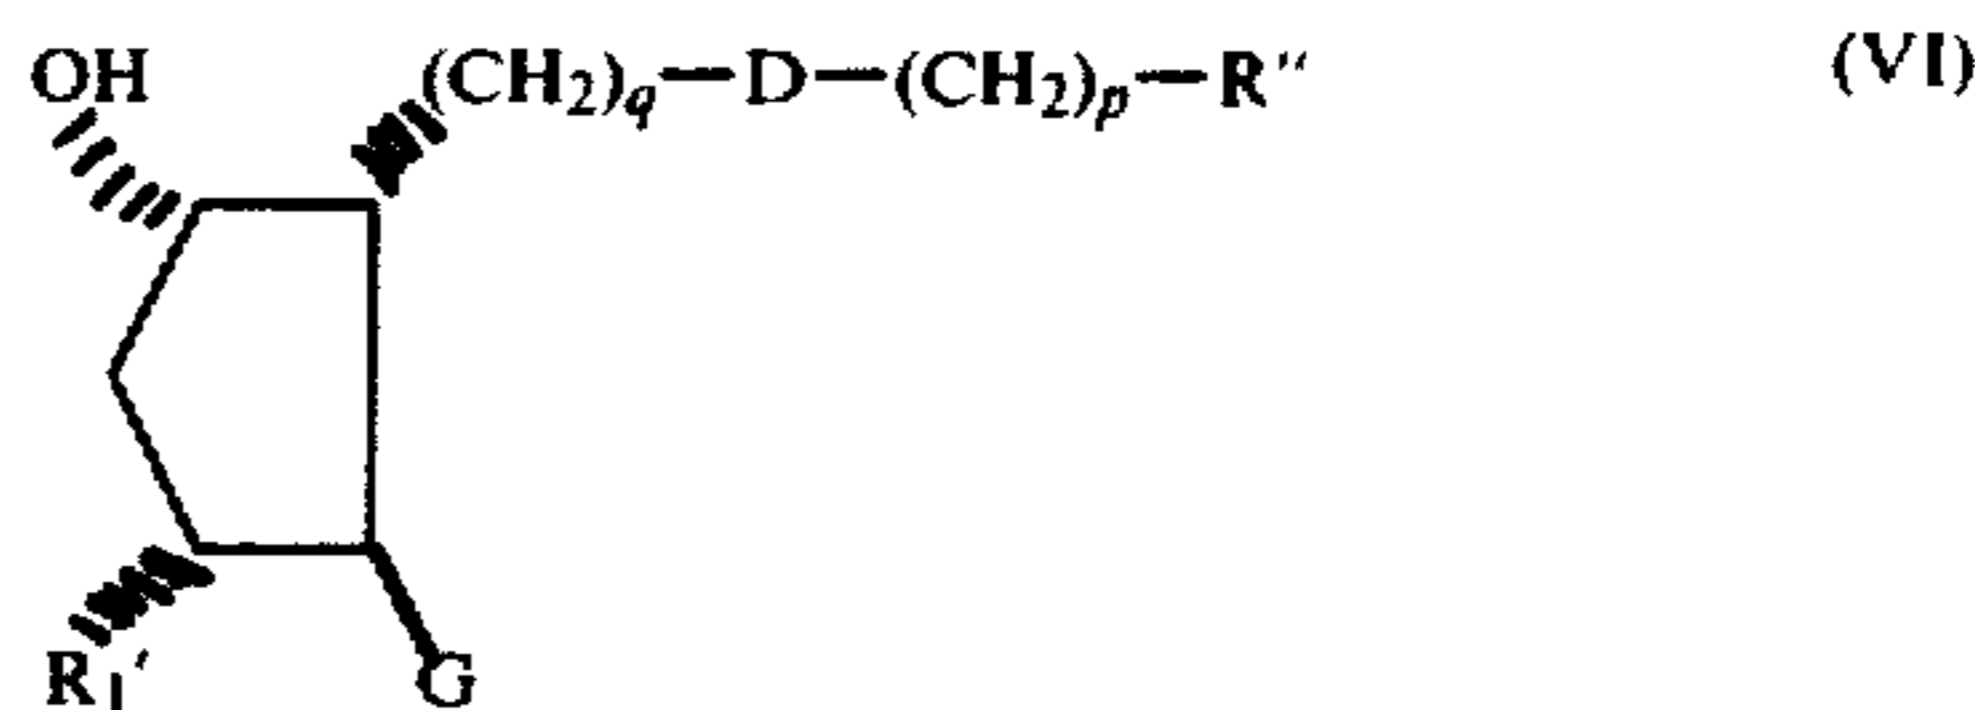 OH (CH₂)q—D—(CH₂)p—R″ (VI)
R₁′ G